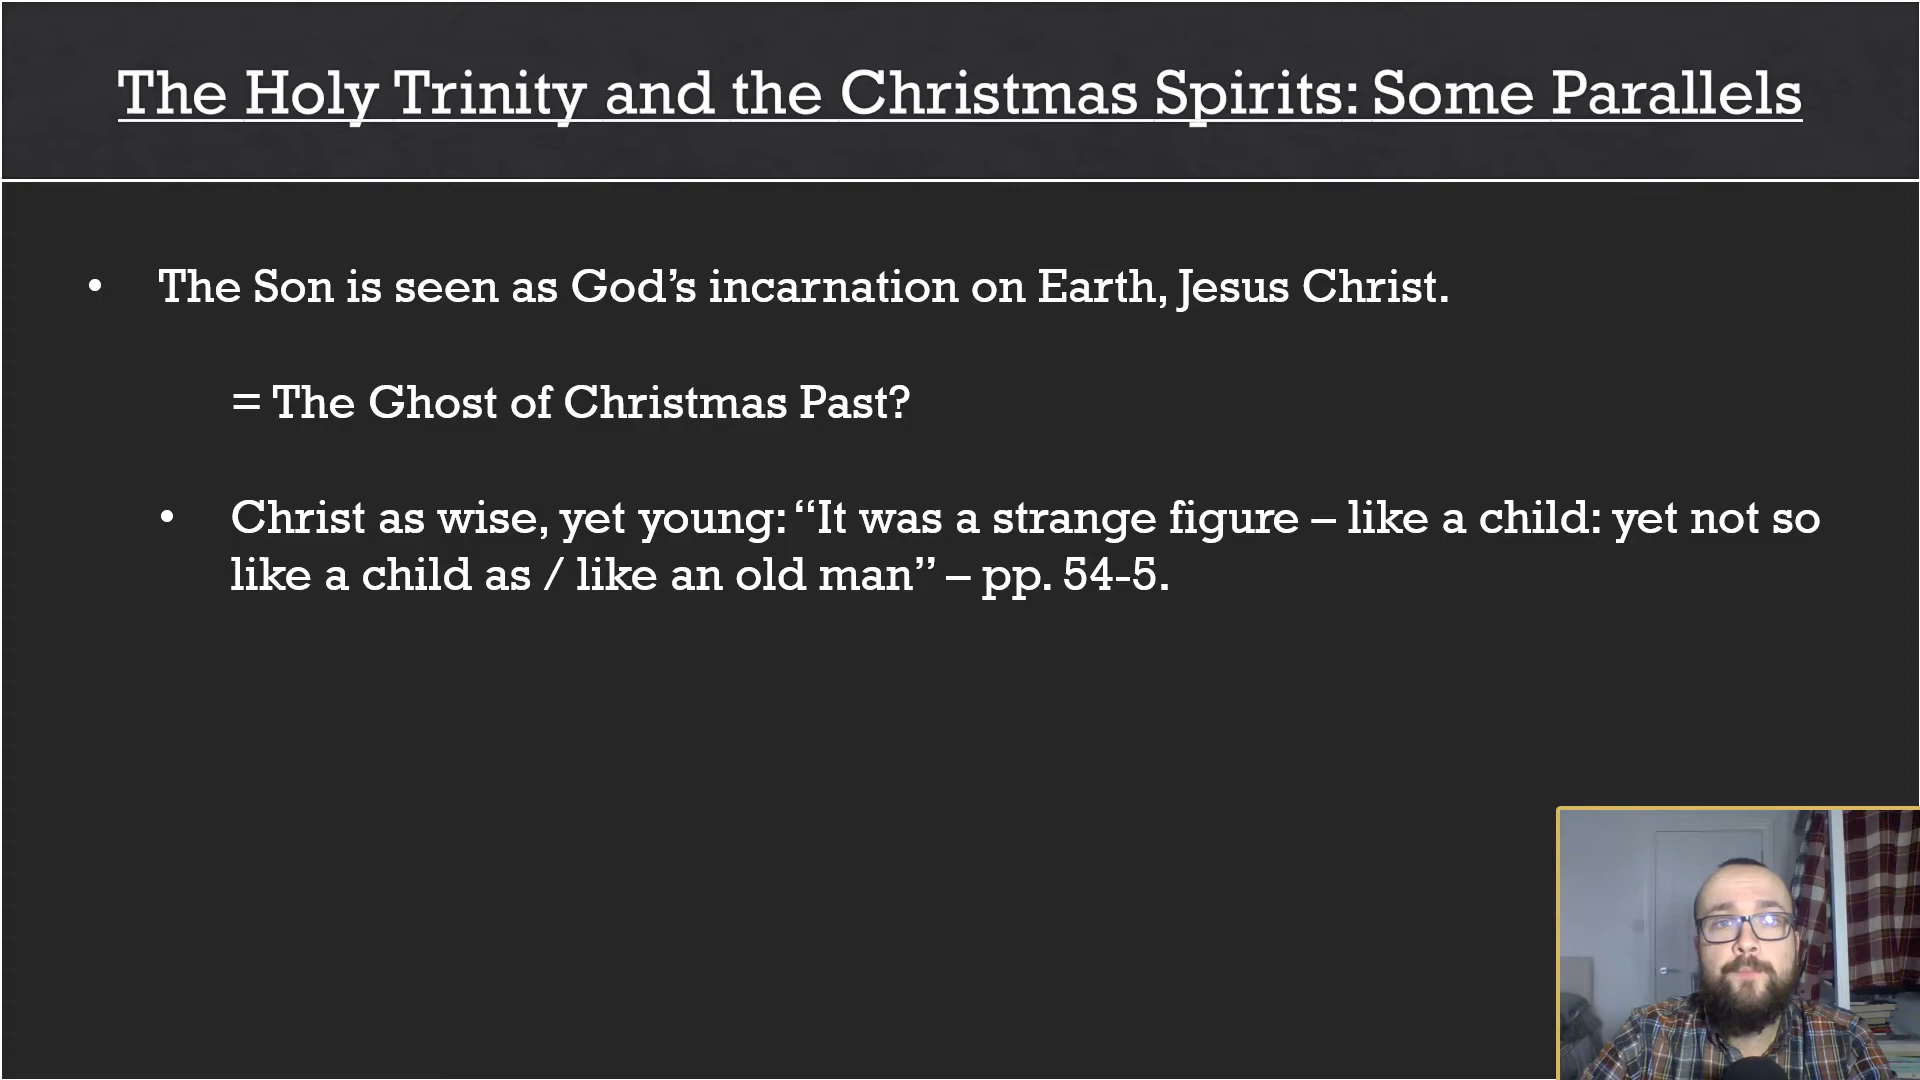 The Holy Trinity and the Christmas Spirits: Some Parallels
• The Son is seen as God’s incarnation on Earth, Jesus Christ.
= The Ghost of Christmas Past?
• Christ as wise, yet young: “It was a strange figure – like a child: yet not so
like a child as / like an old man” – pp. 54-5.